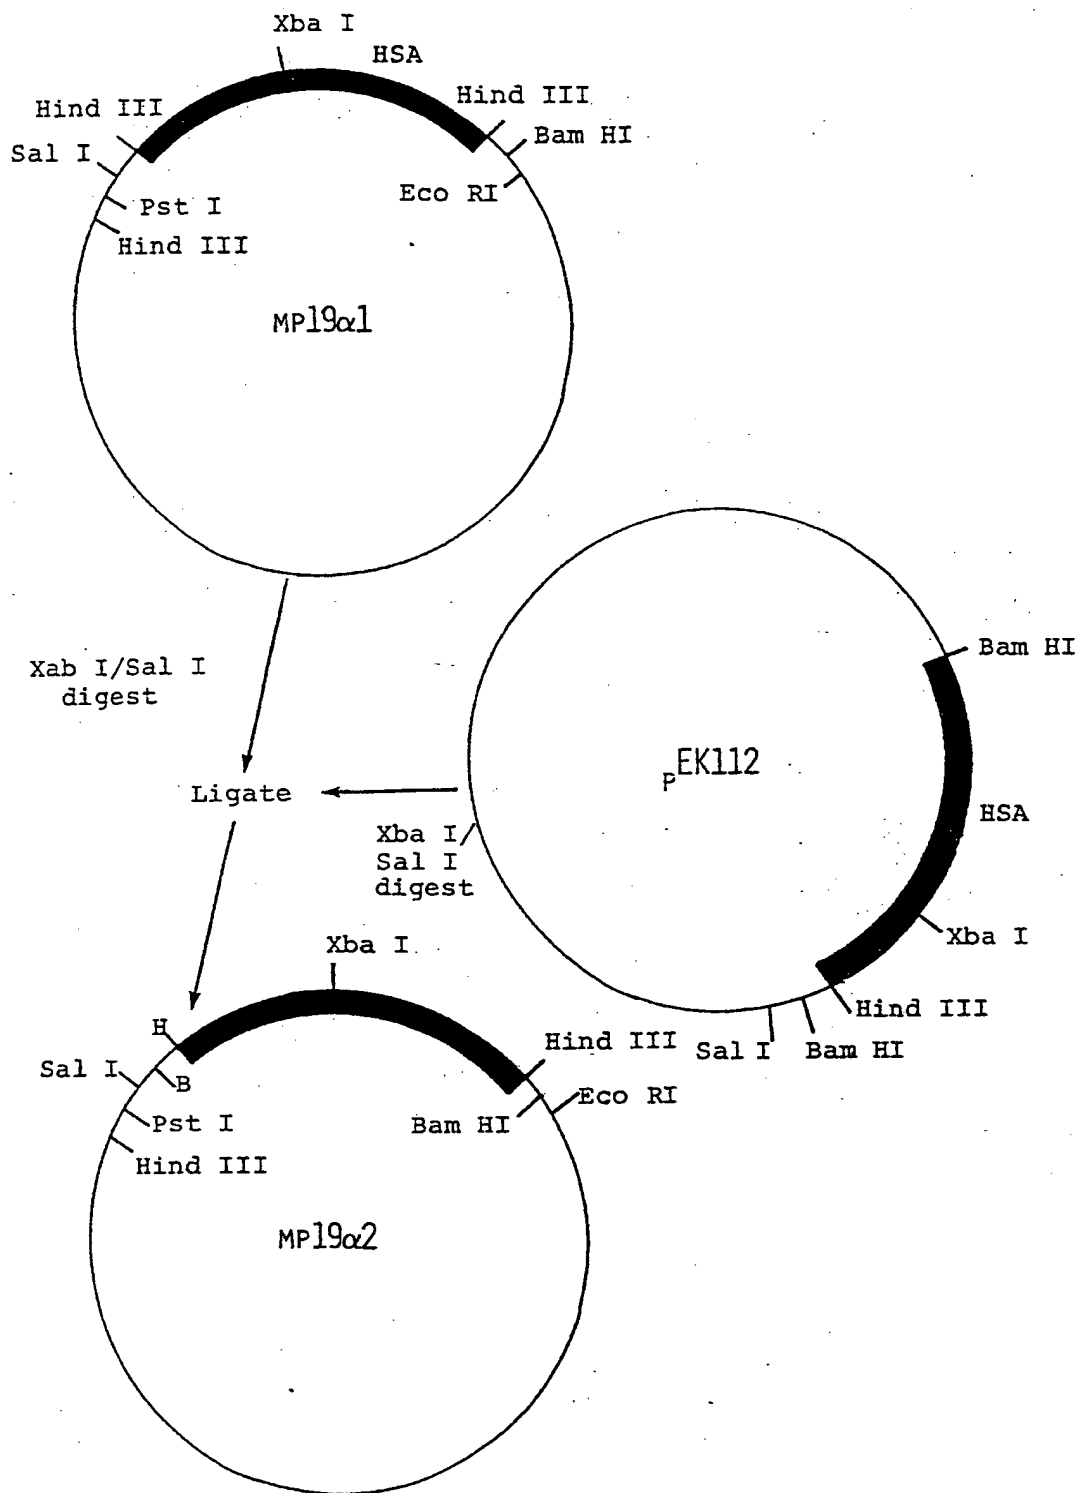 Xba I
HSA
Hind III
Hind III
Bam HI
Sal I
Eco RI
Pst I
Hind III
MP19α1
Xab I/Sal I
digest
Bam HI
pEK112
Ligate
HSA
Xba I
Sal I
digest
Xba I
Hind III
Sal I
Bam HI
Xba I
H
Hind III
Sal I
B
Eco RI
Pst I
Bam HI
Hind III
MP19α2